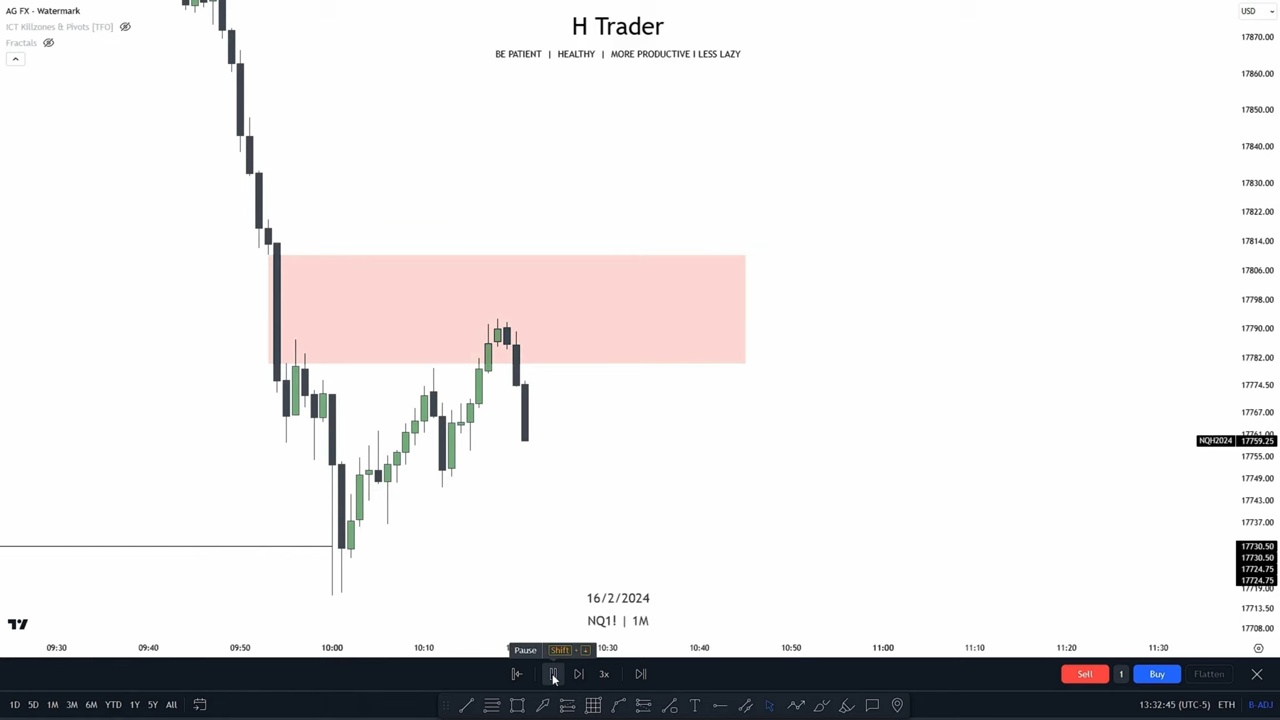 AG FX - Watermark
ICT Killzones & Pivots [TFO]
Fractals
H Trader
BE PATIENT | HEALTHY | MORE PRODUCTIVE I LESS LAZY
USD
17870.00
17860.00
17850.00
17840.00
17830.00
17822.00
17814.00
17806.00
17798.00
17790.00
17782.00
17774.50
17767.00
17761.00
NQH2024 17759.25
17755.00
17749.00
17743.00
17737.00
17730.50
17730.50
17724.75
17724.75
17719.00
17713.50
17708.00
16/2/2024
NQ1! | 1M
09:30 09:40 09:50 10:00 10:10 10:30 10:40 10:50 11:00 11:10 11:30
Pause Shift + ↓
3x
Sell 1 Buy Flatten
1D 5D 1M 3M 6M YTD 1Y 5Y All
13:32:45 (UTC-5) ETH B-ADJ